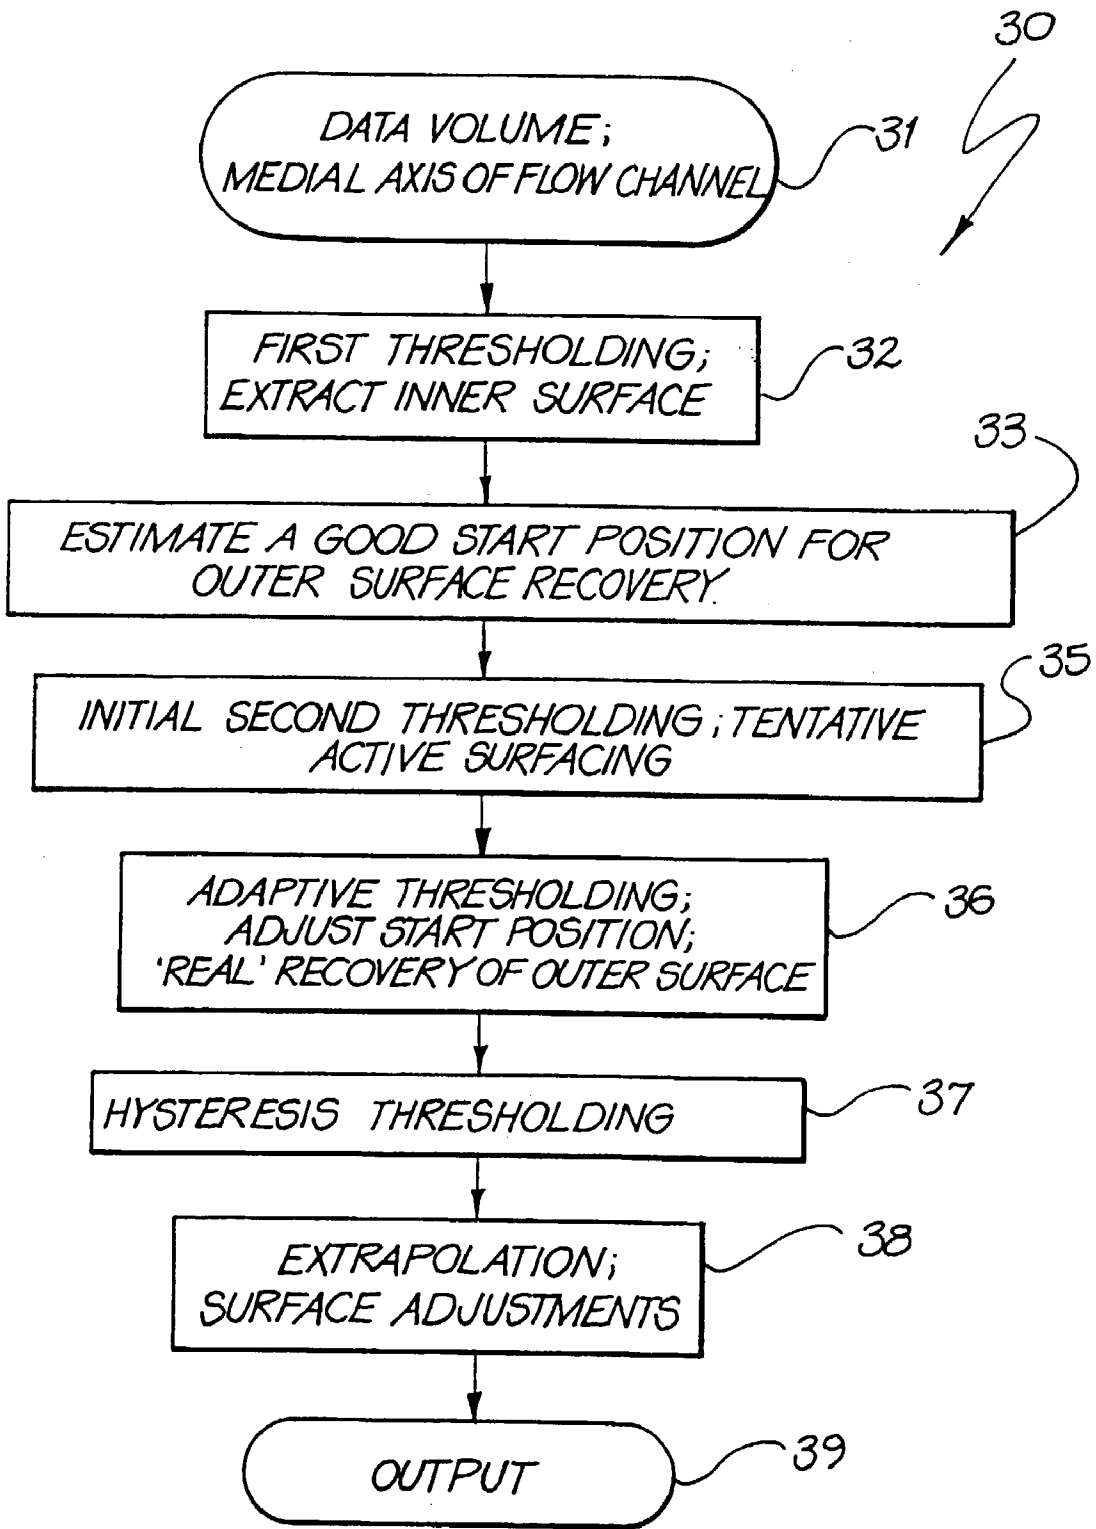 30
DATA VOLUME;
MEDIAL AXIS OF FLOW CHANNEL
31
FIRST THRESHOLDING;
EXTRACT INNER SURFACE
32
33
ESTIMATE A GOOD START POSITION FOR
OUTER SURFACE RECOVERY.
35
INITIAL SECOND THRESHOLDING; TENTATIVE
ACTIVE SURFACING
ADAPTIVE THRESHOLDING;
ADJUST START POSITION;
'REAL' RECOVERY OF OUTER SURFACE
36
HYSTERESIS THRESHOLDING
37
EXTRAPOLATION;
SURFACE ADJUSTMENTS
38
OUTPUT
39